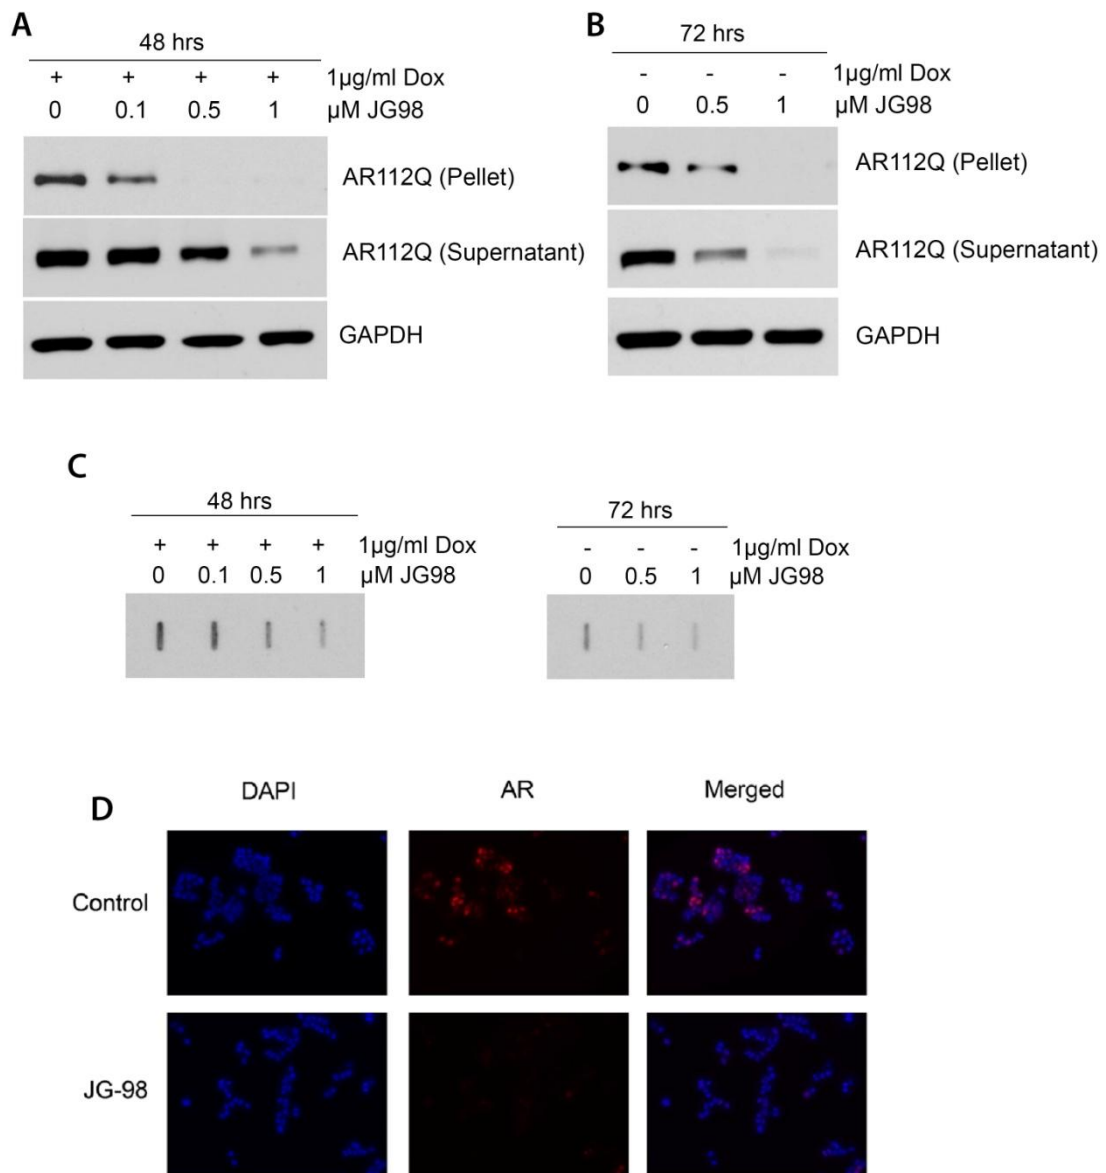 A
48 hrs
+ + + + 1µg/ml Dox
0 0.1 0.5 1 µM JG98
AR112Q (Pellet)
AR112Q (Supernatant)
GAPDH
B
72 hrs
- - - 1µg/ml Dox
0 0.5 1 µM JG98
AR112Q (Pellet)
AR112Q (Supernatant)
GAPDH
C
48 hrs
+ + + + 1µg/ml Dox
0 0.1 0.5 1 µM JG98
72 hrs
- - - 1µg/ml Dox
0 0.5 1 µM JG98
D
DAPI AR Merged
Control
JG-98